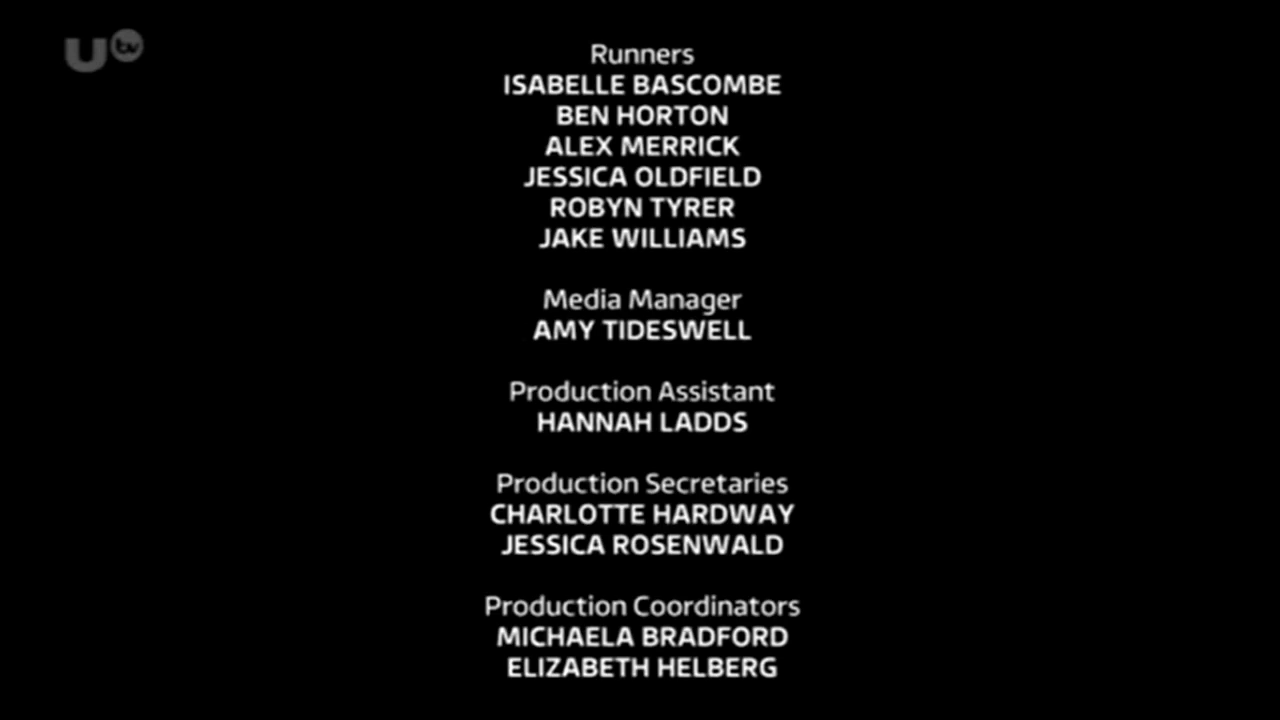 Utv
Runners
ISABELLE BASCOMBE
BEN HORTON
ALEX MERRICK
JESSICA OLDFIELD
ROBYN TYRER
JAKE WILLIAMS
Media Manager
AMY TIDESWELL
Production Assistant
HANNAH LADDS
Production Secretaries
CHARLOTTE HARDWAY
JESSICA ROSENWALD
Production Coordinators
MICHAELA BRADFORD
ELIZABETH HELBERG